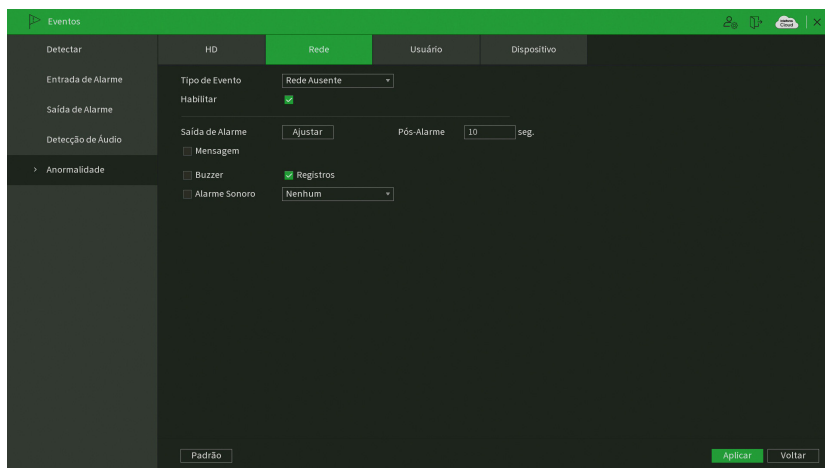 Eventos
Detectar
Entrada de Alarme
Saída de Alarme
Detecção de Áudio
Anormalidade
HD Rede Usuário Dispositivo
Tipo de Evento Rede Ausente
Habilitar
Saída de Alarme Ajustar Pós-Alarme 10 seg.
Mensagem
Buzzer Registros
Alarme Sonoro Nenhum
Padrão Aplicar Voltar